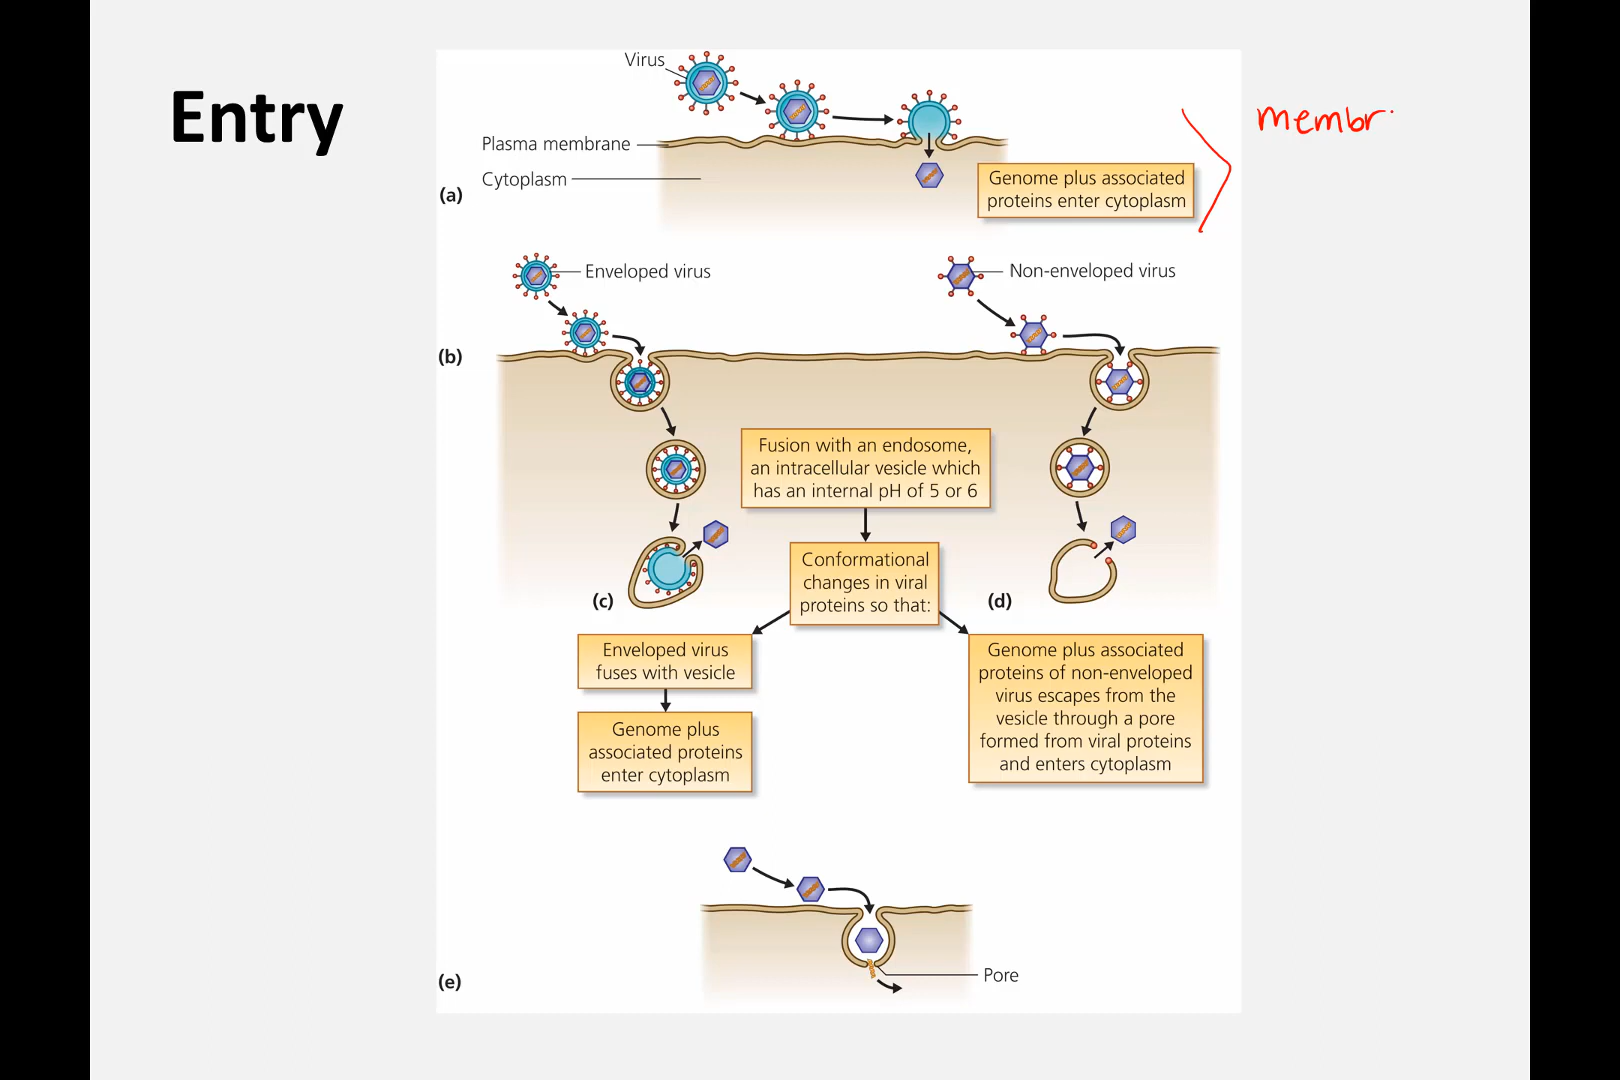 Entry
Virus
membr
Plasma membrane
Cytoplasm
(a)
Genome plus associated
proteins enter cytoplasm
Enveloped virus
Non-enveloped virus
(b)
Fusion with an endosome,
an intracellular vesicle which
has an internal pH of 5 or 6
Conformational
changes in viral
proteins so that:
(c)
(d)
Enveloped virus
fuses with vesicle
Genome plus
associated proteins
enter cytoplasm
Genome plus associated
proteins of non-enveloped
virus escapes from the
vesicle through a pore
formed from viral proteins
and enters cytoplasm
(e)
Pore